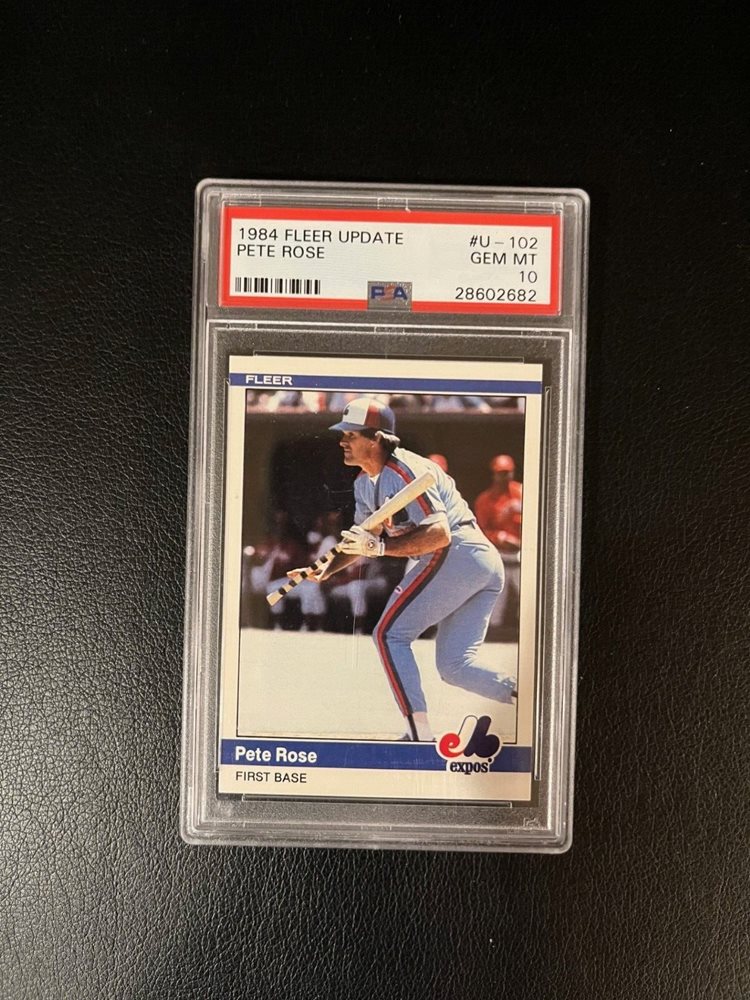 1984 FLEER UPDATE
PETE ROSE
#U-102
GEM MT
10
28602682
PSA
FLEER
Pete Rose
FIRST BASE
expos